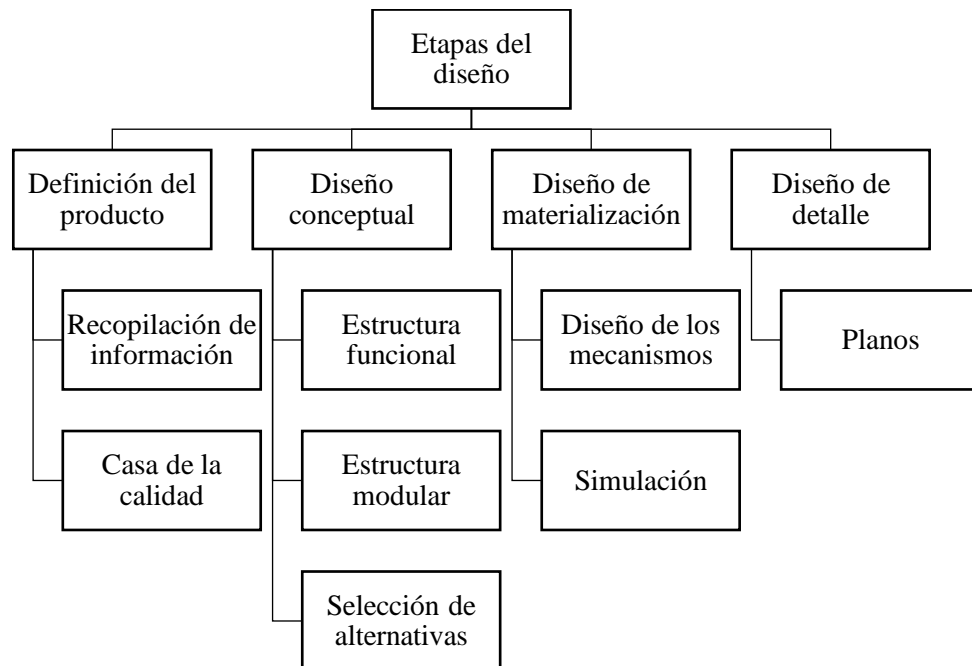 Etapas del
diseño
Definición del
producto
Recopilación de
información
Casa de la
calidad
Diseño
conceptual
Estructura
funcional
Estructura
modular
Selección de
alternativas
Diseño de
materialización
Diseño de los
mecanismos
Simulación
Diseño de
detalle
Planos